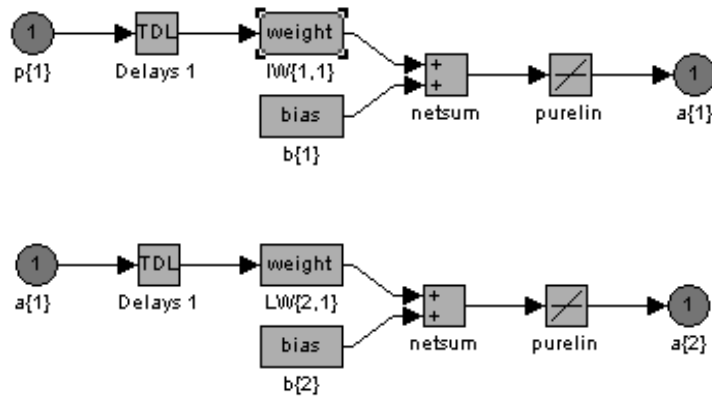 1 TDL weight + + 1
p{1} Delays 1 IW{1,1} netsum purelin a{1}
bias
b{1}
1 TDL weight + + 1
a{1} Delays 1 LW{2,1} netsum purelin a{2}
bias
b{2}